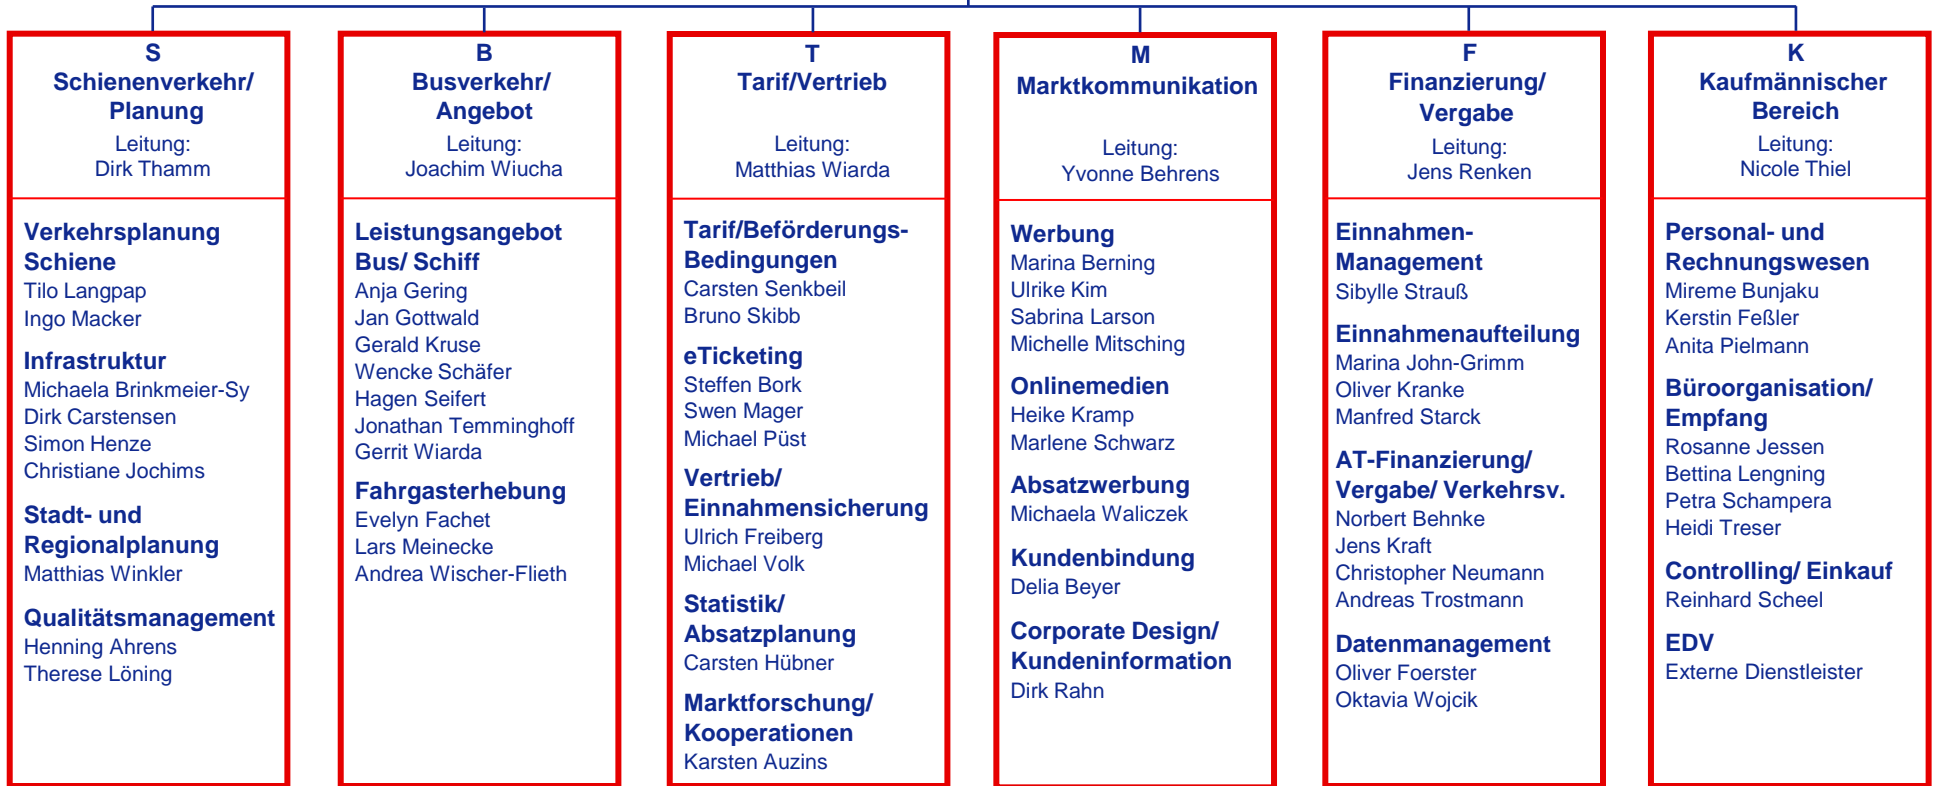 S
Schienenverkehr/
Planung
Leitung:
Dirk Thamm
Verkehrsplanung
Schiene
Tilo Langpap
Ingo Macker
Infrastruktur
Michaela Brinkmeier-Sy
Dirk Carstensen
Simon Henze
Christiane Jochims
Stadt- und
Regionalplanung
Matthias Winkler
Qualitätsmanagement
Henning Ahrens
Therese Löning
B
Busverkehr/
Angebot
Leitung:
Joachim Wiucha
Leistungsangebot
Bus/ Schiff
Anja Gering
Jan Gottwald
Gerald Kruse
Wencke Schäfer
Hagen Seifert
Jonathan Temminghoff
Gerrit Wiarda
Fahrgasterhebung
Evelyn Fachet
Lars Meinecke
Andrea Wischer-Flieth
T
Tarif/Vertrieb
Leitung:
Matthias Wiarda
Tarif/Beförderungs-
Bedingungen
Carsten Senkbeil
Bruno Skibb
eTicketing
Steffen Bork
Swen Mager
Michael Püst
Vertrieb/
Einnahmensicherung
Ulrich Freiberg
Michael Volk
Statistik/
Absatzplanung
Carsten Hübner
Marktforschung/
Kooperationen
Karsten Auzins
M
Marktkommunikation
Leitung:
Yvonne Behrens
Werbung
Marina Berning
Ulrike Kim
Sabrina Larson
Michelle Mitsching
Onlinemedien
Heike Kramp
Marlene Schwarz
Absatzwerbung
Michaela Waliczek
Kundenbindung
Delia Beyer
Corporate Design/
Kundeninformation
Dirk Rahn
F
Finanzierung/
Vergabe
Leitung:
Jens Renken
Einnahmen-
Management
Sibylle Strauß
Einnahmenaufteilung
Marina John-Grimm
Oliver Kranke
Manfred Starck
AT-Finanzierung/
Vergabe/ Verkehrsv.
Norbert Behnke
Jens Kraft
Christopher Neumann
Andreas Trostmann
Datenmanagement
Oliver Foerster
Oktavia Wojcik
K
Kaufmännischer
Bereich
Leitung:
Nicole Thiel
Personal- und
Rechnungswesen
Mireme Bunjaku
Kerstin Feßler
Anita Pielmann
Büroorganisation/
Empfang
Rosanne Jessen
Bettina Lengning
Petra Schampera
Heidi Treser
Controlling/ Einkauf
Reinhard Scheel
EDV
Externe Dienstleister